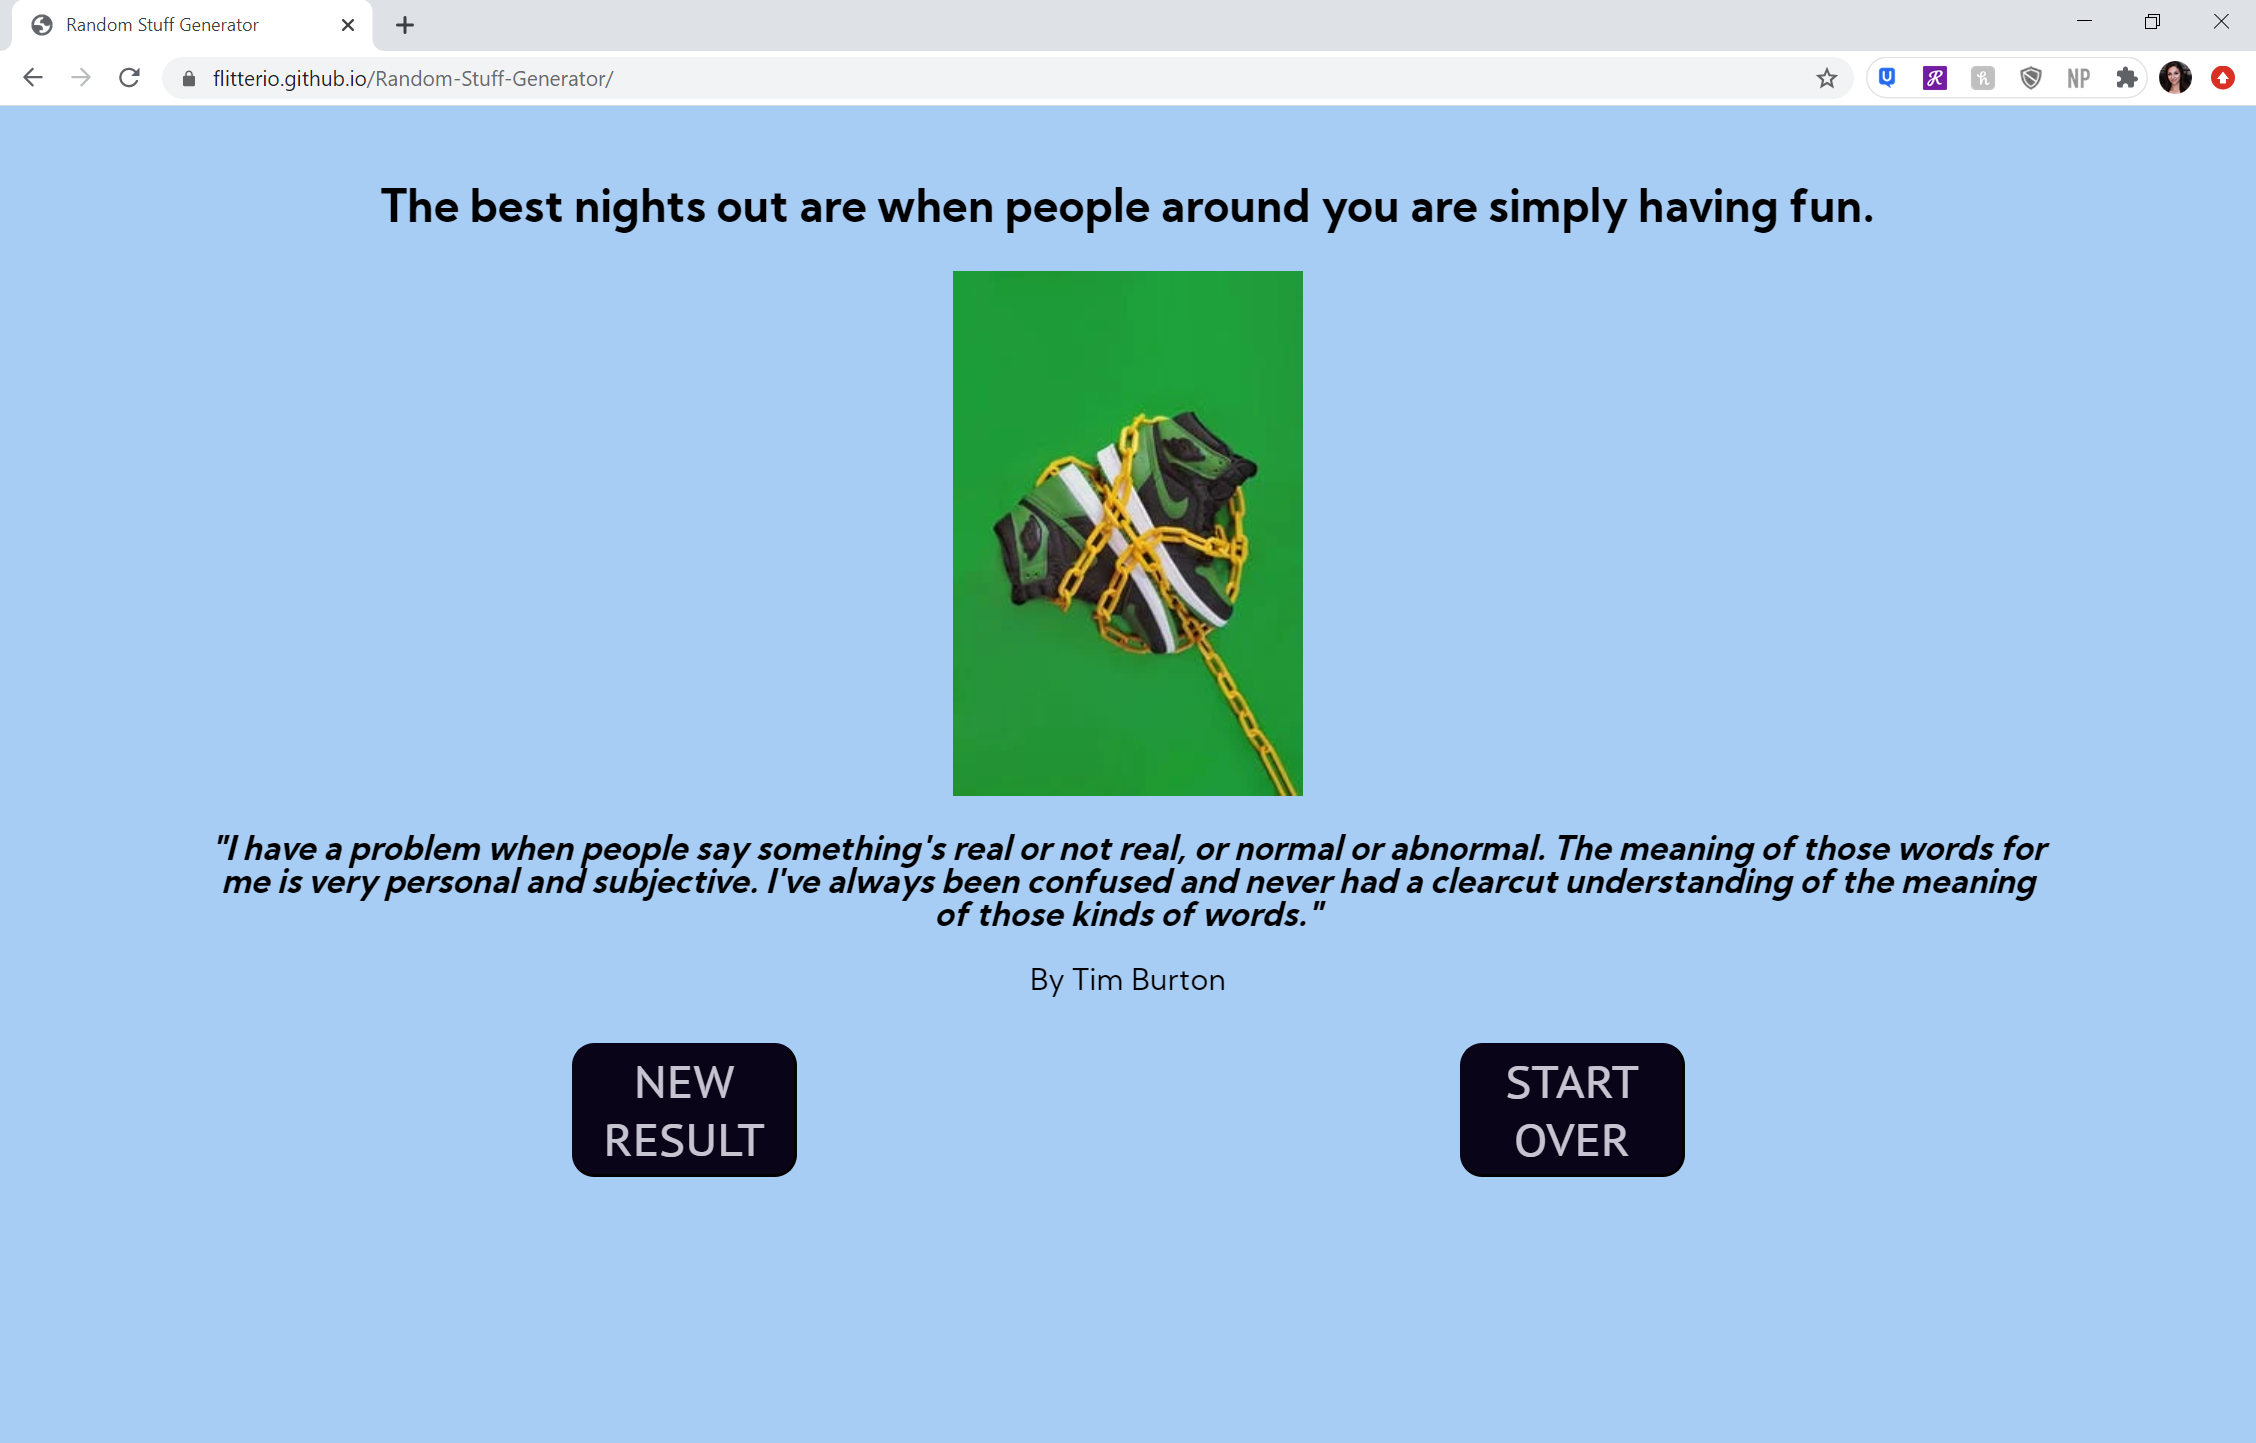 Random Stuff Generator
flitterio.github.io/Random-Stuff-Generator/
NP
The best nights out are when people around you are simply having fun.
"I have a problem when people say something's real or not real, or normal or abnormal. The meaning of those words for
me is very personal and subjective. I've always been confused and never had a clearcut understanding of the meaning
of those kinds of words."
By Tim Burton
NEW
RESULT
START
OVER